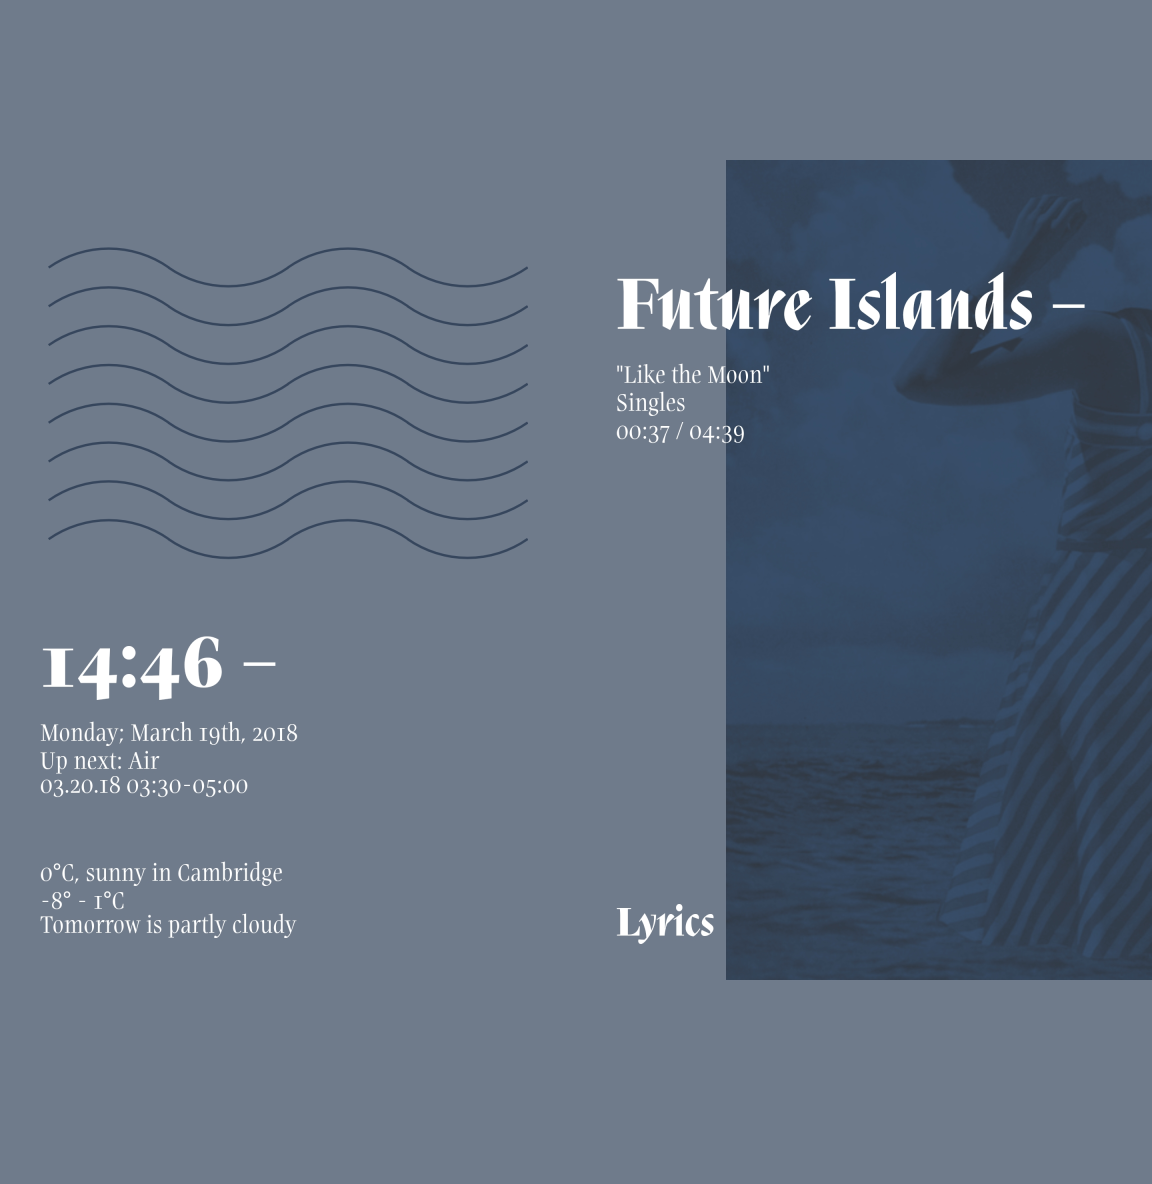 14:46 –
Monday; March 19th, 2018
Up next: Air
03.20.18 03:30-05:00
0°C, sunny in Cambridge
-8° - 1°C
Tomorrow is partly cloudy
Future Islands –
"Like the Moon"
Singles
00:37 / 04:39
Lyrics